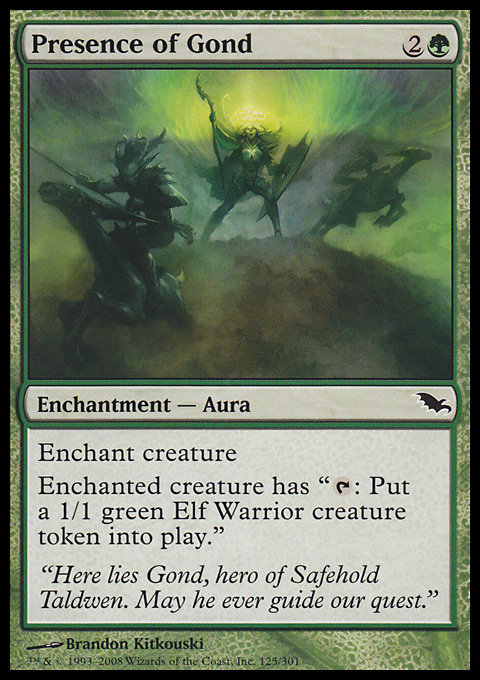 Presence of Gond 2
Enchantment — Aura
Enchant creature
Enchanted creature has “: Put
a 1/1 green Elf Warrior creature
token into play.”
“Here lies Gond, hero of Safehold
Taldwen. May he ever guide our quest.”
Brandon Kitkouski
™ & © 1993–2008 Wizards of the Coast, Inc. 125/301